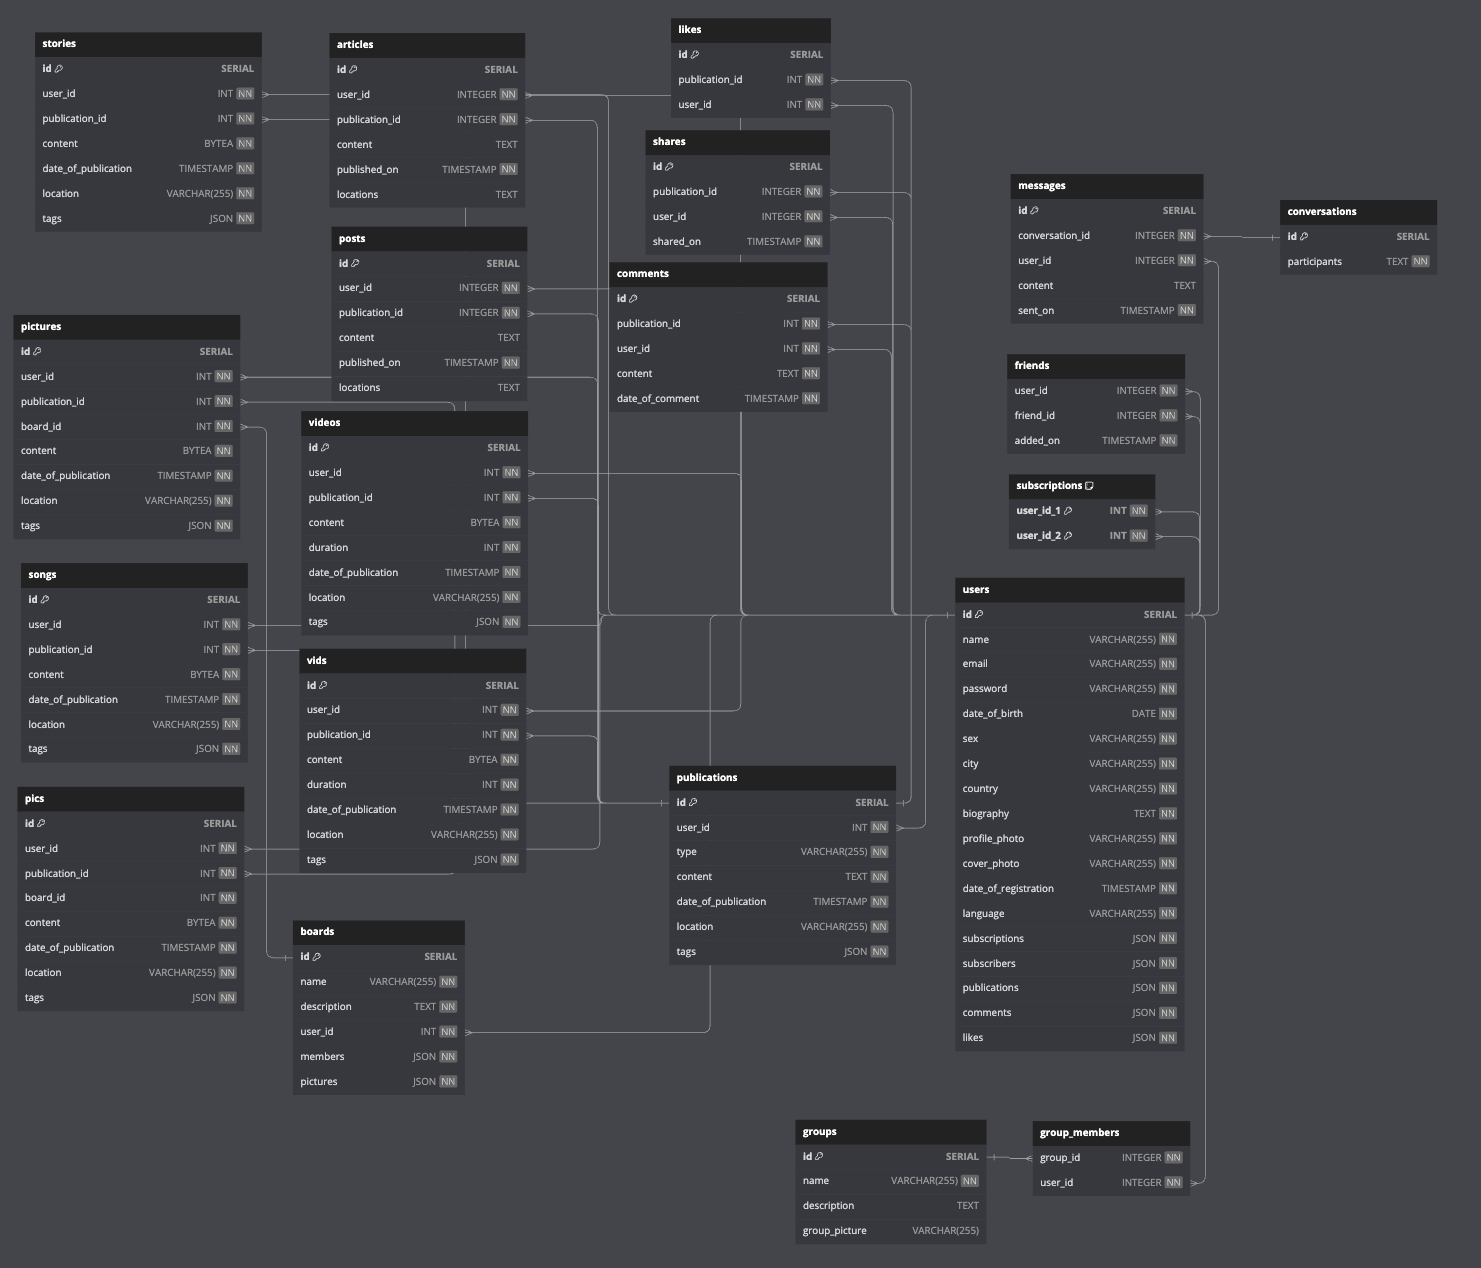 stories
id SERIAL
user_id INT NN
publication_id INT NN
content BYTEA NN
date_of_publication TIMESTAMP NN
location VARCHAR(255) NN
tags JSON NN
articles
id SERIAL
user_id INTEGER NN
publication_id INTEGER NN
content TEXT
published_on TIMESTAMP NN
locations TEXT
likes
id SERIAL
publication_id INT NN
user_id INT NN
shares
id SERIAL
publication_id INTEGER NN
user_id INTEGER NN
shared_on TIMESTAMP NN
messages
id SERIAL
conversation_id INTEGER NN
user_id INTEGER NN
content TEXT
sent_on TIMESTAMP NN
conversations
id SERIAL
participants TEXT NN
posts
id SERIAL
user_id INTEGER NN
publication_id INTEGER NN
content TEXT
published_on TIMESTAMP NN
locations TEXT
comments
id SERIAL
publication_id INT NN
user_id INT NN
content TEXT NN
date_of_comment TIMESTAMP NN
pictures
id SERIAL
user_id INT NN
publication_id INT NN
board_id INT NN
content BYTEA NN
date_of_publication TIMESTAMP NN
location VARCHAR(255) NN
tags JSON NN
friends
user_id INTEGER NN
friend_id INTEGER NN
added_on TIMESTAMP NN
videos
id SERIAL
user_id INT NN
publication_id INT NN
content BYTEA NN
duration INT NN
date_of_publication TIMESTAMP NN
location VARCHAR(255) NN
tags JSON NN
subscriptions
user_id_1 INT NN
user_id_2 INT NN
songs
id SERIAL
user_id INT NN
publication_id INT NN
content BYTEA NN
date_of_publication TIMESTAMP NN
location VARCHAR(255) NN
tags JSON NN
users
id SERIAL
name VARCHAR(255) NN
email VARCHAR(255) NN
password VARCHAR(255) NN
date_of_birth DATE NN
sex VARCHAR(255) NN
city VARCHAR(255) NN
country VARCHAR(255) NN
biography TEXT NN
profile_photo VARCHAR(255) NN
cover_photo VARCHAR(255) NN
date_of_registration TIMESTAMP NN
language VARCHAR(255) NN
subscriptions JSON NN
subscribers JSON NN
publications JSON NN
comments JSON NN
likes JSON NN
vids
id SERIAL
user_id INT NN
publication_id INT NN
content BYTEA NN
duration INT NN
date_of_publication TIMESTAMP NN
location VARCHAR(255) NN
tags JSON NN
publications
id SERIAL
user_id INT NN
type VARCHAR(255) NN
content TEXT NN
date_of_publication TIMESTAMP NN
location VARCHAR(255) NN
tags JSON NN
pics
id SERIAL
user_id INT NN
publication_id INT NN
board_id INT NN
content BYTEA NN
date_of_publication TIMESTAMP NN
location VARCHAR(255) NN
tags JSON NN
boards
id SERIAL
name VARCHAR(255) NN
description TEXT NN
user_id INT NN
members JSON NN
pictures JSON NN
groups
id SERIAL
name VARCHAR(255) NN
description TEXT
group_picture VARCHAR(255)
group_members
group_id INTEGER NN
user_id INTEGER NN